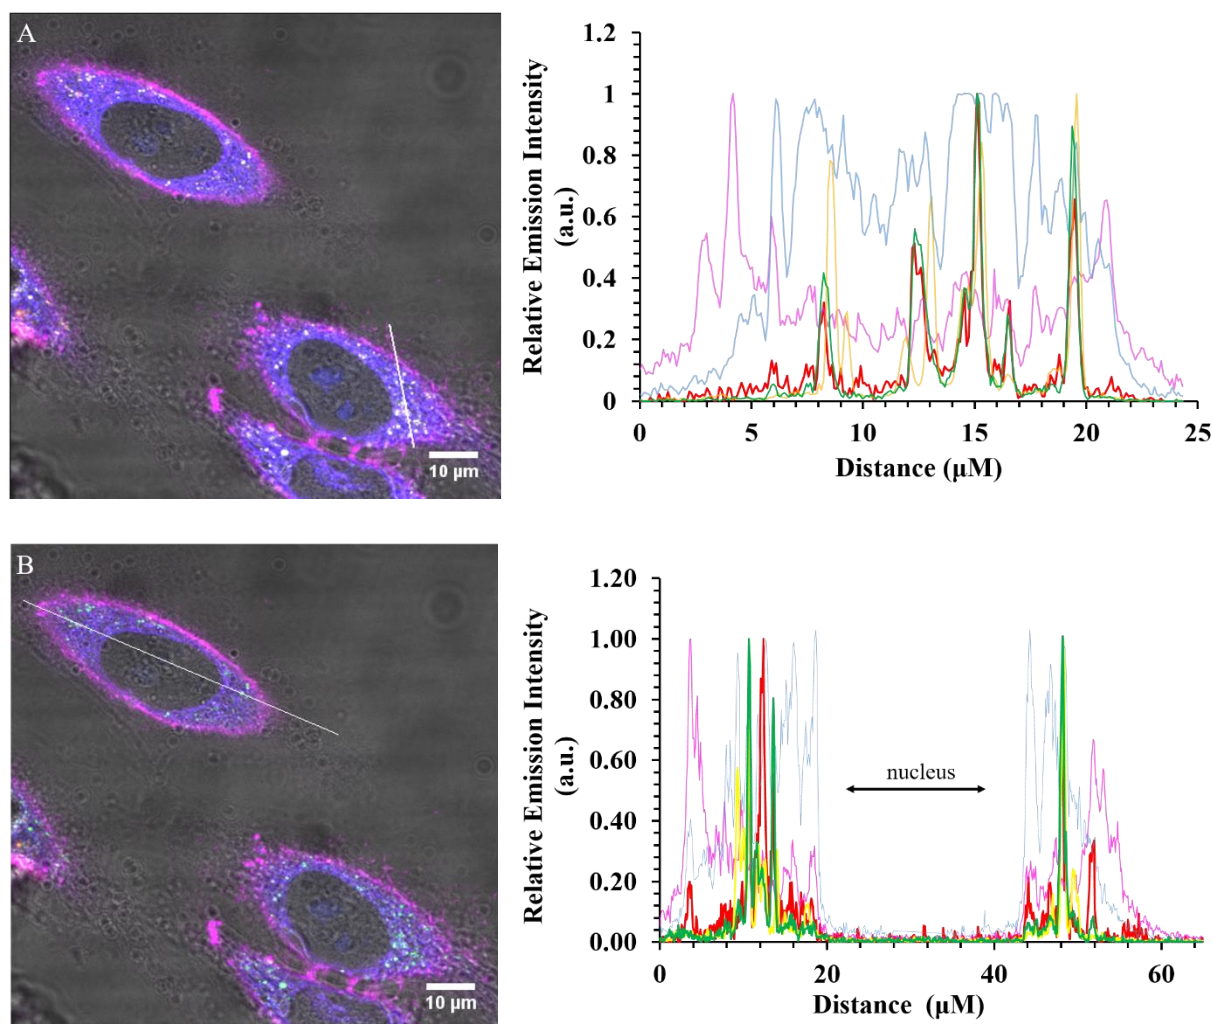 A
10 µm
1.2
1
0.8
0.6
0.4
0.2
0
0 5 10 15 20 25
Relative Emission Intensity
(a.u.)
Distance (µM)
B
10 µm
1.20
1.00
0.80
0.60
0.40
0.20
0.00
0 20 40 60
Relative Emission Intensity
(a.u.)
nucleus
Distance (µM)